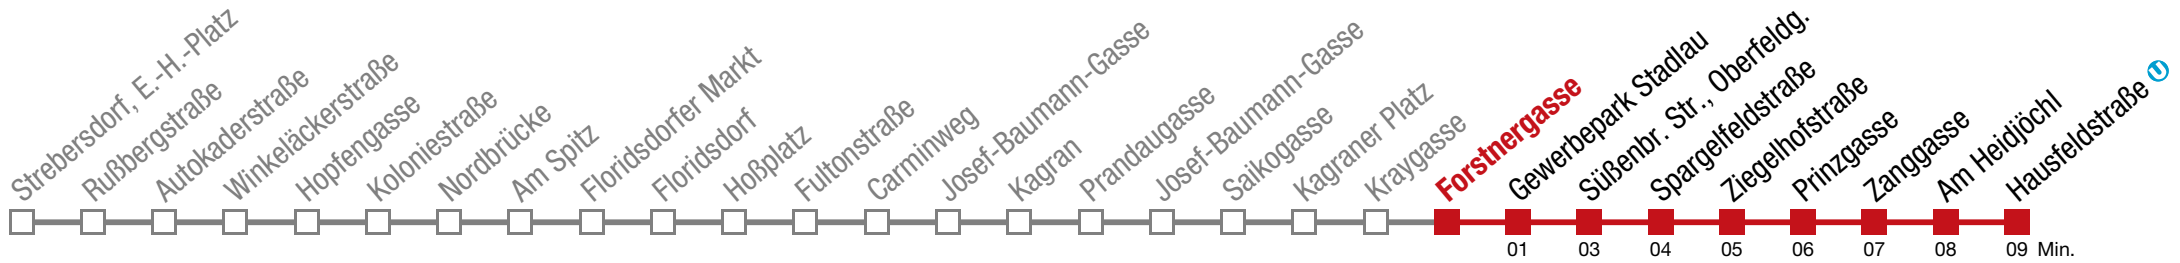 Strebersdorf, E.-H.-Platz
Rußbergstraße
Autokaderstraße
Winkeläckerstraße
Hopfengasse
Koloniestraße
Nordbrücke
Am Spitz
Floridsdorfer Markt
Floridsdorf
Hoßplatz
Fultonstraße
Carminweg
Josef-Baumann-Gasse
Kagran
Prandaugasse
Josef-Baumann-Gasse
Saikogasse
Kagraner Platz
Kraygasse
Forstnergasse
Gewerbepark Stadlau
Süßenbr. Str., Oberfeldg.
Spargelfeldstraße
Ziegelhofstraße
Prinzgasse
Zanggasse
Am Heidjöchl
Hausfeldstraße U
01 03 04 05 06 07 08 09 Min.